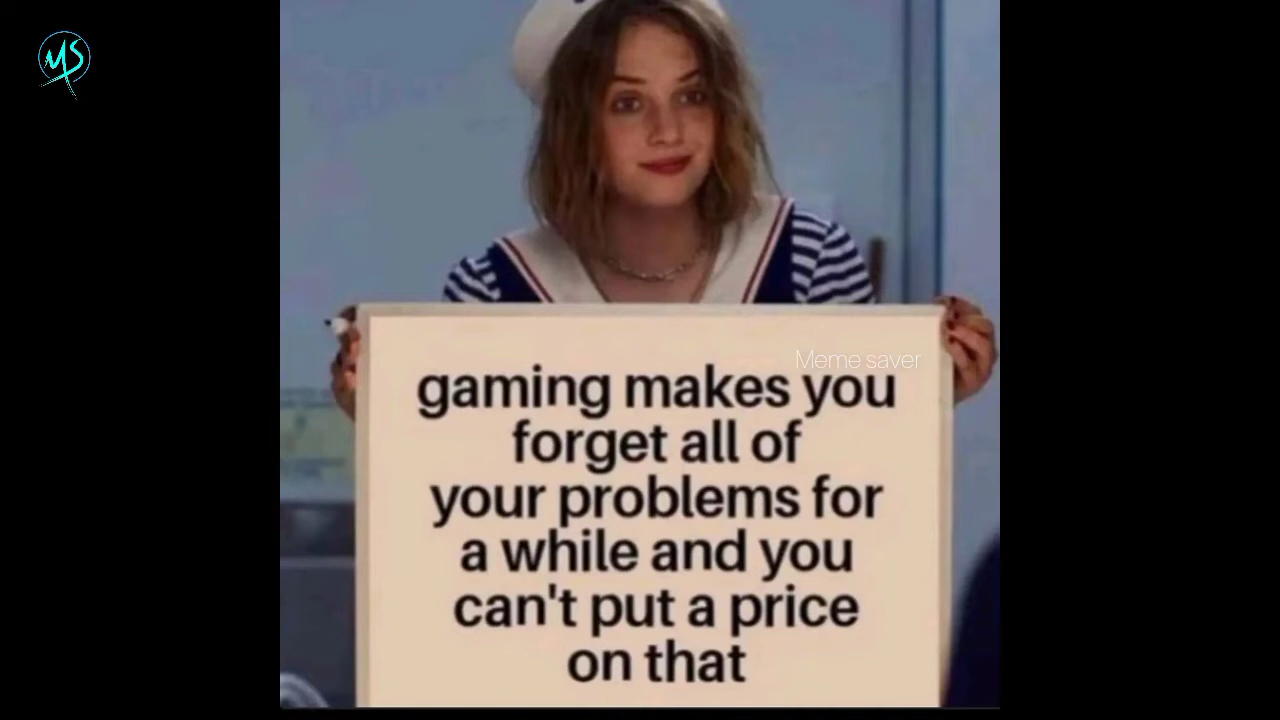 MS
Meme saver
gaming makes you
forget all of
your problems for
a while and you
can't put a price
on that